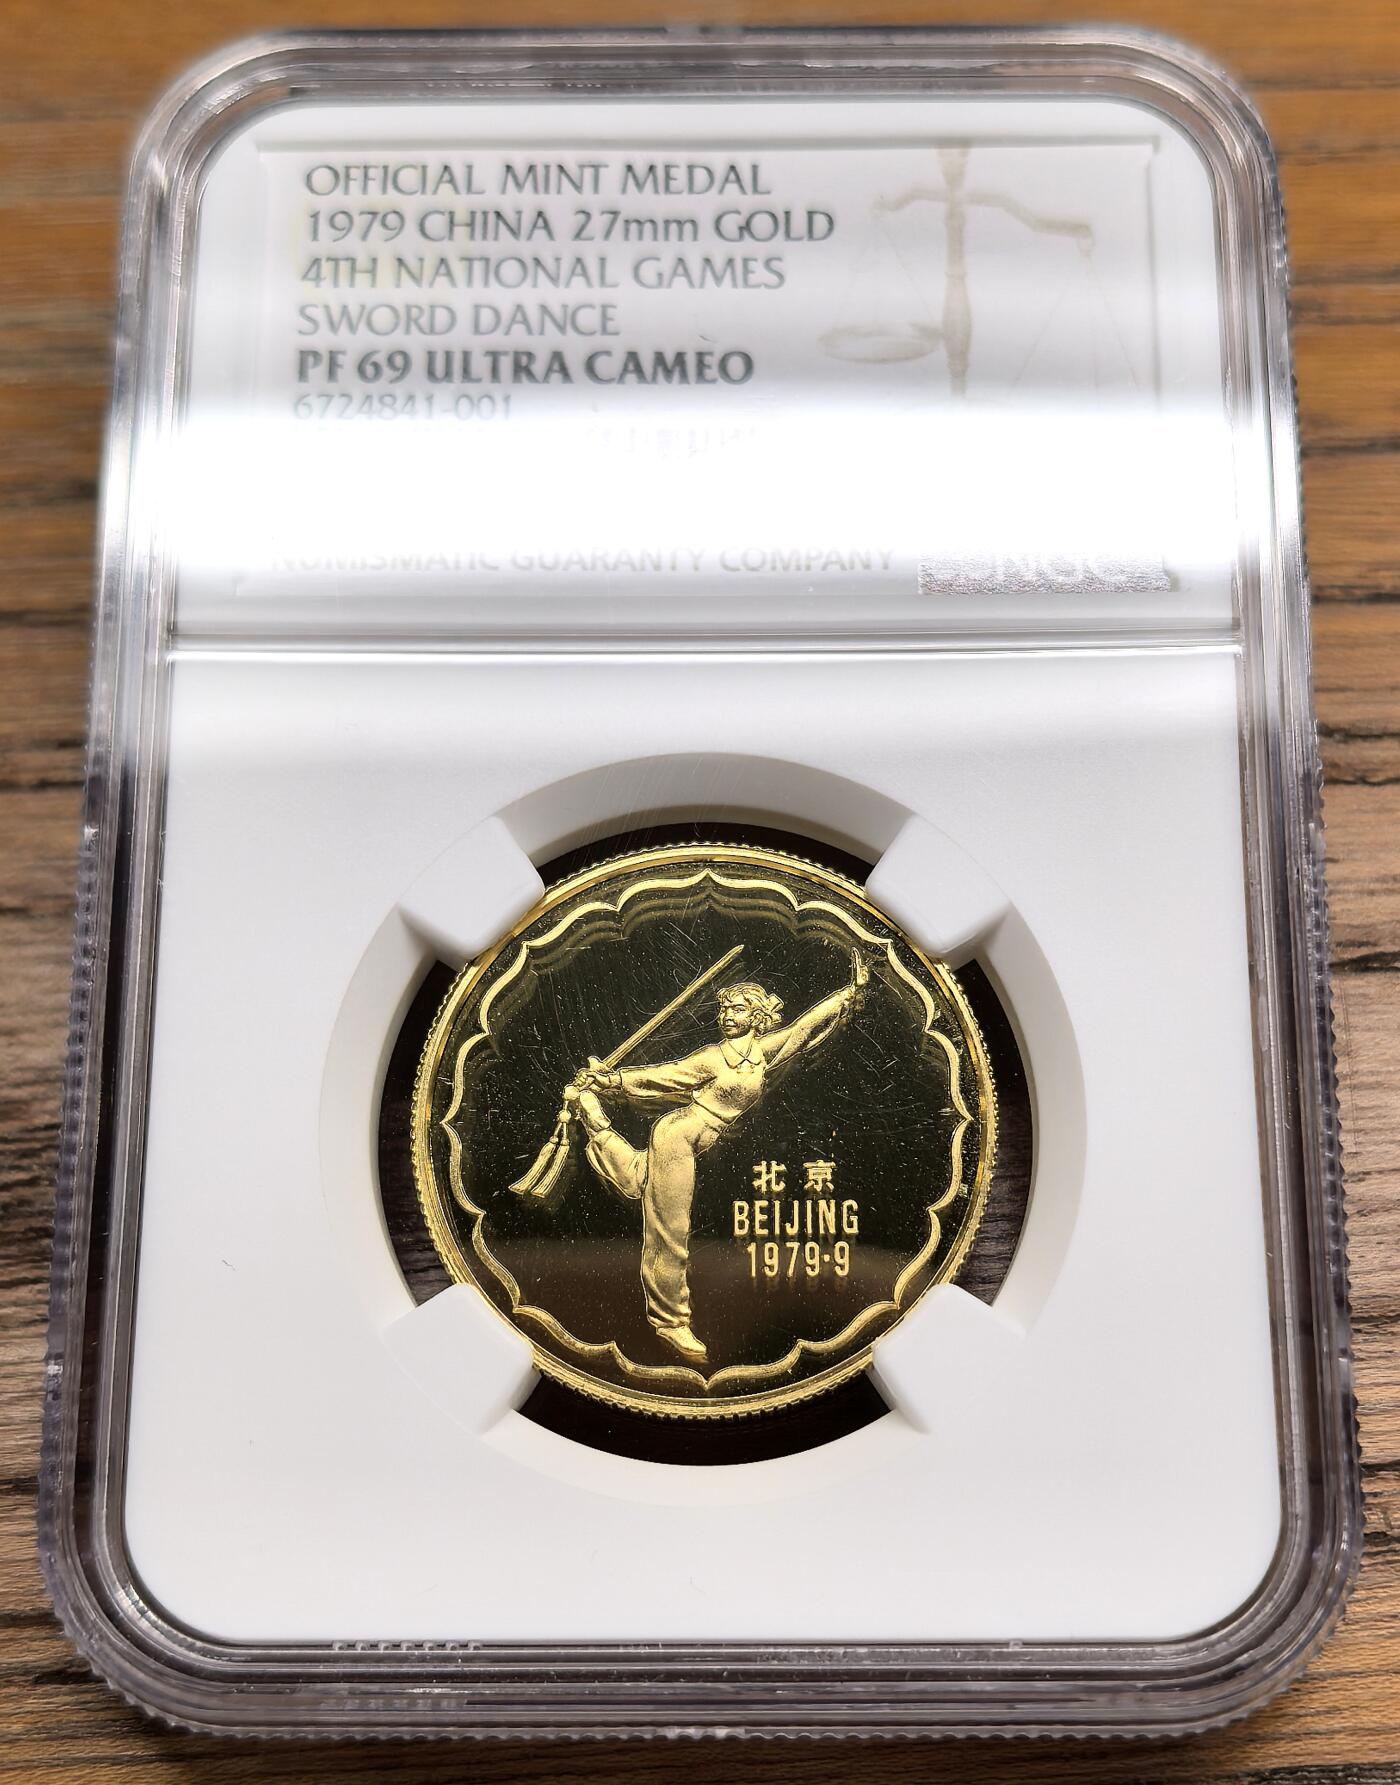 OFFICIAL MINT MEDAL
1979 CHINA 27mm GOLD
4TH NATIONAL GAMES
SWORD DANCE
PF 69 ULTRA CAMEO
6724841-001
NUMISMATIC GUARANTY COMPANY
NGC
北京
BEIJING
1979·9